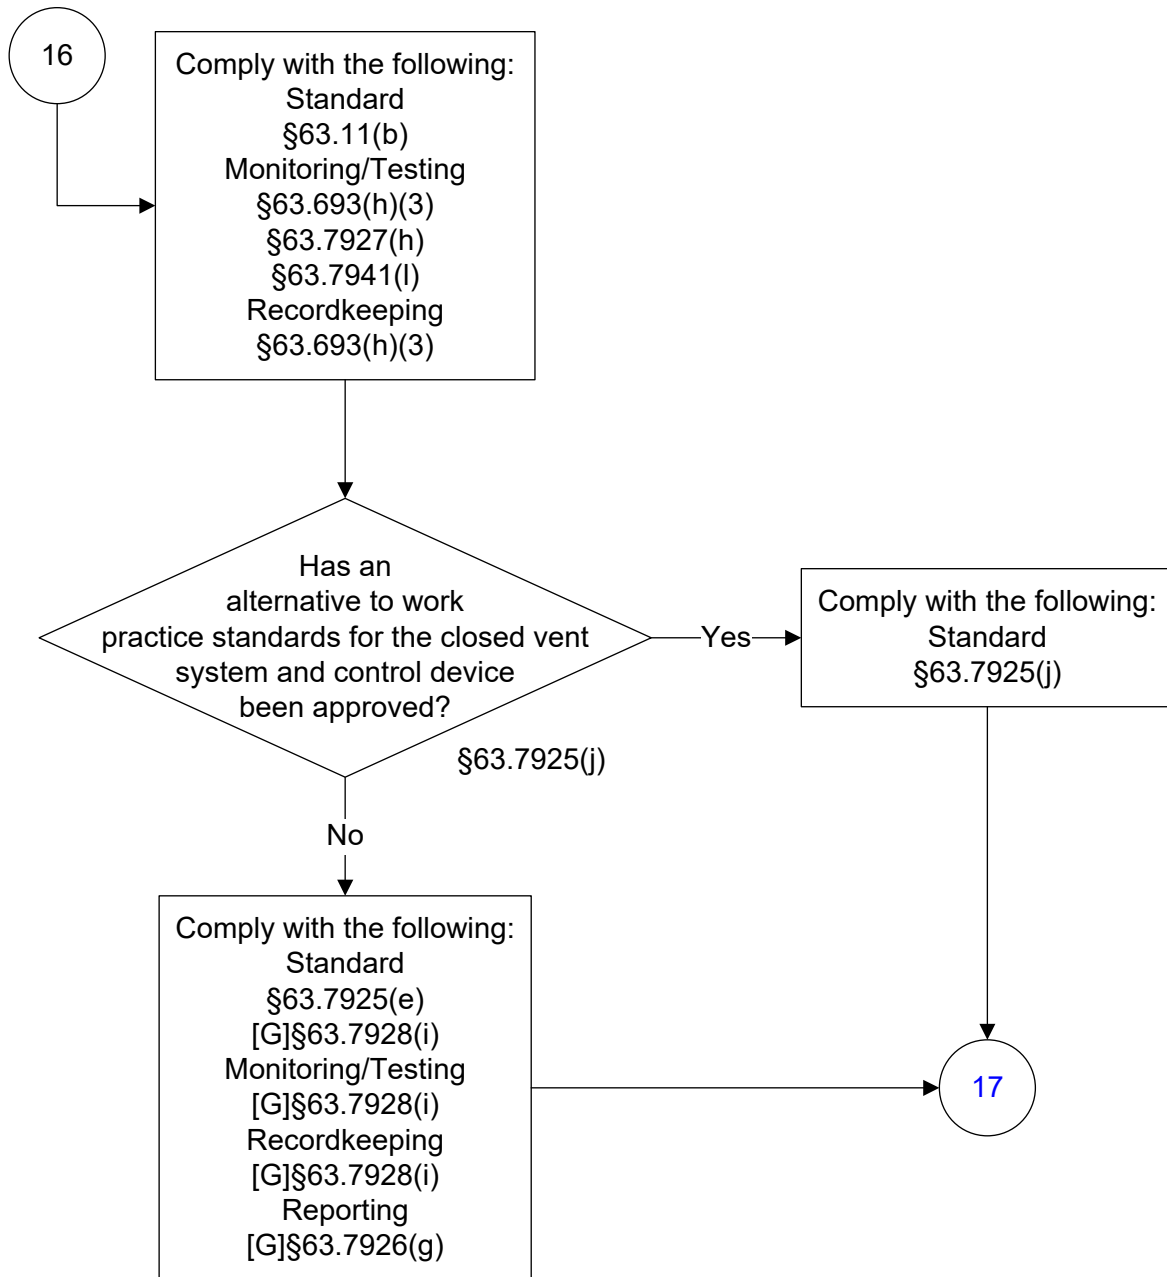 16
Comply with the following:
Standard
§63.11(b)
Monitoring/Testing
§63.693(h)(3)
§63.7927(h)
§63.7941(l)
Recordkeeping
§63.693(h)(3)
Has an
alternative to work
practice standards for the closed vent
system and control device
been approved?
§63.7925(j)
Yes
Comply with the following:
Standard
§63.7925(j)
No
Comply with the following:
Standard
§63.7925(e)
[G]§63.7928(i)
Monitoring/Testing
[G]§63.7928(i)
Recordkeeping
[G]§63.7928(i)
Reporting
[G]§63.7926(g)
17